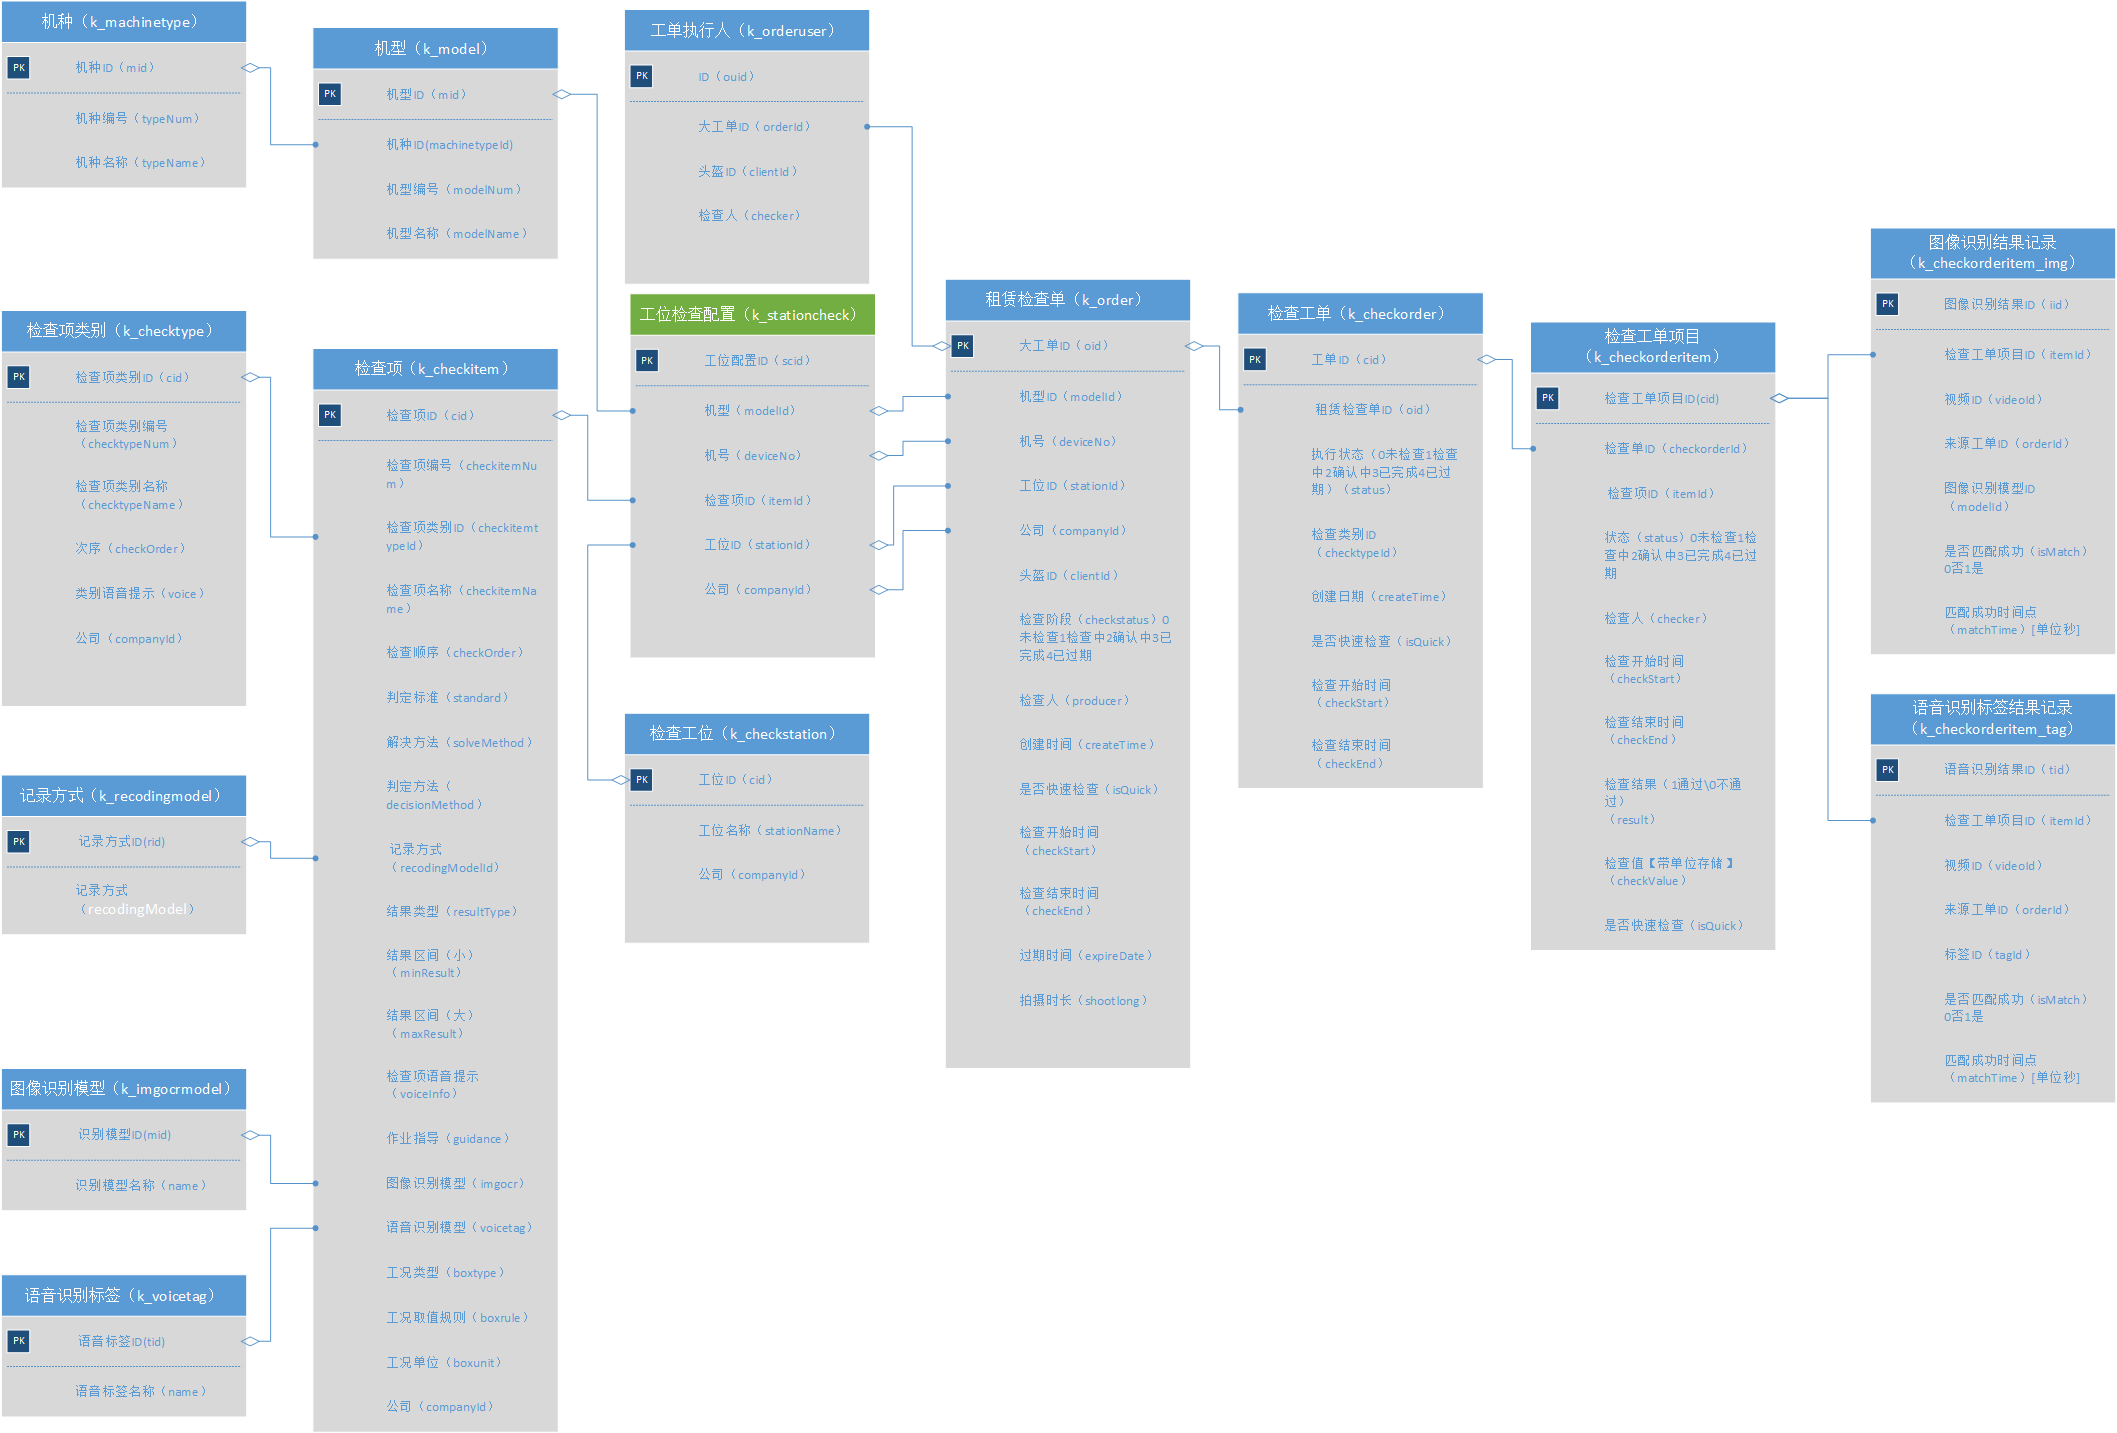 机种（k_machinetype）
PK
机种ID（mid）
机种编号（typeNum）
机种名称（typeName）
机型（k_model）
PK
机型ID（mid）
机种ID(machinetypeId)
机型编号（modelNum）
机型名称（modelName）
工单执行人（k_orderuser）
PK
ID（ouid）
大工单ID（orderId）
头盔ID（clientId）
检查人（checker）
检查项类别（k_checktype）
PK
检查项类别ID（cid）
检查项类别编号
（checktypeNum）
检查项类别名称
（checktypeName）
次序（checkOrder）
类别语音提示（voice）
公司（companyId）
检查项（k_checkitem）
PK
检查项ID（cid）
检查项编号（checkitemNu
m）
检查项类别ID（checkitemt
ypeId）
检查项名称（checkitemNa
me）
检查顺序（checkOrder）
判定标准（standard）
解决方法（solveMethod）
判定方法（
decisionMethod）
记录方式
（recodingModelId）
结果类型（resultType）
结果区间（小）
（minResult）
结果区间（大）
（maxResult）
检查项语音提示
（voiceInfo）
作业指导（guidance）
图像识别模型（imgocr）
语音识别模型（voicetag）
工况类型（boxtype）
工况取值规则（boxrule）
工况单位（boxunit）
公司（companyId）
工位检查配置（k_stationcheck）
PK
工位配置ID（scid）
机型（modelId）
机号（deviceNo）
检查项ID（itemId）
工位ID（stationId）
公司（companyId）
检查工位（k_checkstation）
PK
工位ID（cid）
工位名称（stationName）
公司（companyId）
租赁检查单（k_order）
PK
大工单ID（oid）
机型ID（modelId）
机号（deviceNo）
工位ID（stationId）
公司（companyId）
头盔ID（clientId）
检查阶段（checkstatus）0
未检查1检查中2确认中3已
完成4已过期
检查人（producer）
创建时间（createTime）
是否快速检查（isQuick）
检查开始时间
（checkStart）
检查结束时间
（checkEnd）
过期时间（expireDate）
拍摄时长（shootlong）
检查工单（k_checkorder）
PK
工单ID（cid）
租赁检查单ID（oid）
执行状态（0未检查1检查
中2确认中3已完成4已过
期）（status）
检查类别ID
（checktypeId）
创建日期（createTime）
是否快速检查（isQuick）
检查开始时间
（checkStart）
检查结束时间
（checkEnd）
检查工单项目
（k_checkorderitem）
PK
检查工单项目ID(cid)
检查单ID（checkorderId）
检查项ID（itemId）
状态（status）0未检查1检
查中2确认中3已完成4已过
期
检查人（checker）
检查开始时间
（checkStart）
检查结束时间
（checkEnd）
检查结果（1通过\0不通
过）
（result）
检查值【带单位存储】
（checkValue）
是否快速检查（isQuick）
图像识别结果记录
（k_checkorderitem_img）
PK
图像识别结果ID（iid）
检查工单项目ID（itemId）
视频ID（videoId）
来源工单ID（orderId）
图像识别模型ID
（modelId）
是否匹配成功（isMatch）
0否1是
匹配成功时间点
（matchTime）[单位秒]
语音识别标签结果记录
（k_checkorderitem_tag）
PK
语音识别结果ID（tid）
检查工单项目ID（itemId）
视频ID（videoId）
来源工单ID（orderId）
标签ID（tagId）
是否匹配成功（isMatch）
0否1是
匹配成功时间点
（matchTime）[单位秒]
记录方式（k_recodingmodel）
PK
记录方式ID(rid)
记录方式
（recodingModel）
图像识别模型（k_imgocrmodel）
PK
识别模型ID(mid)
识别模型名称（name）
语音识别标签（k_voicetag）
PK
语音标签ID(tid)
语音标签名称（name）